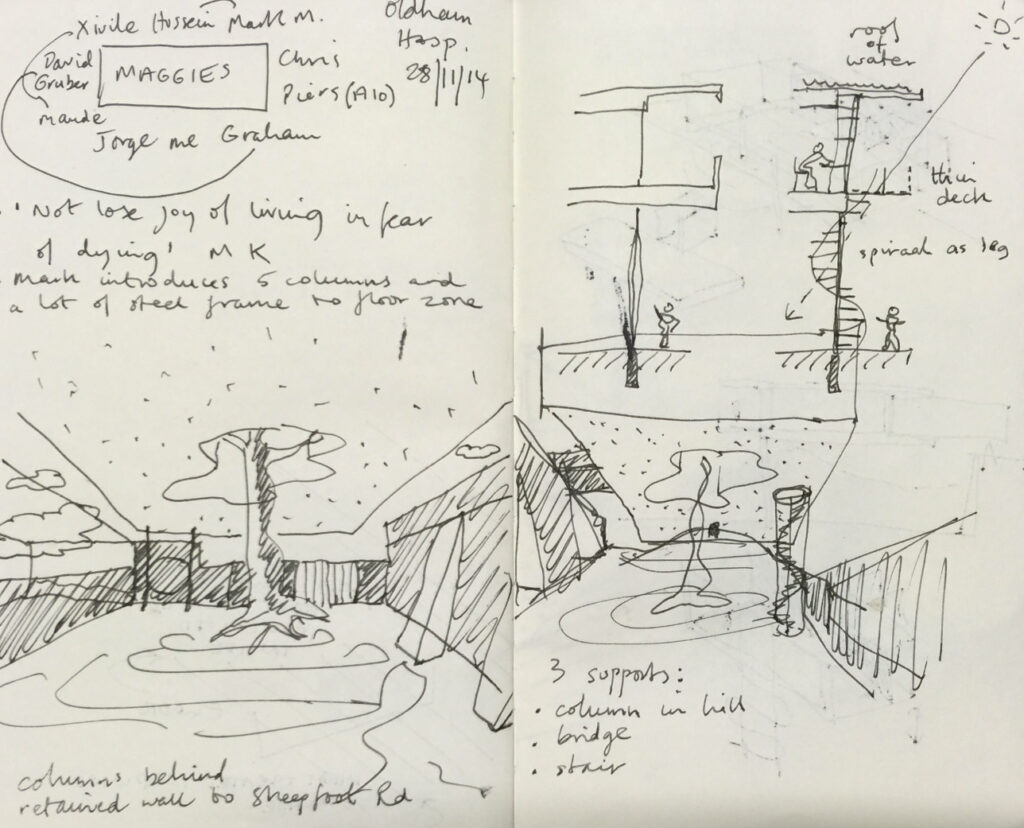 Xivile Hussein Mark M.
David
Gruber
maude
MAGGIES
Chris
Piers (A10)
Jorge me Graham
Oldham
Hosp.
28/11/14
• 'Not lose joy of living in fear
of dying' M K
• Mark introduces 5 columns and
a lot of steel frame to floor zone
columns behind
retained wall to Sheepfoot Rd
roof
of
water
thin
deck
spiral as leg
3 supports:
• column in hill
• bridge
• stair